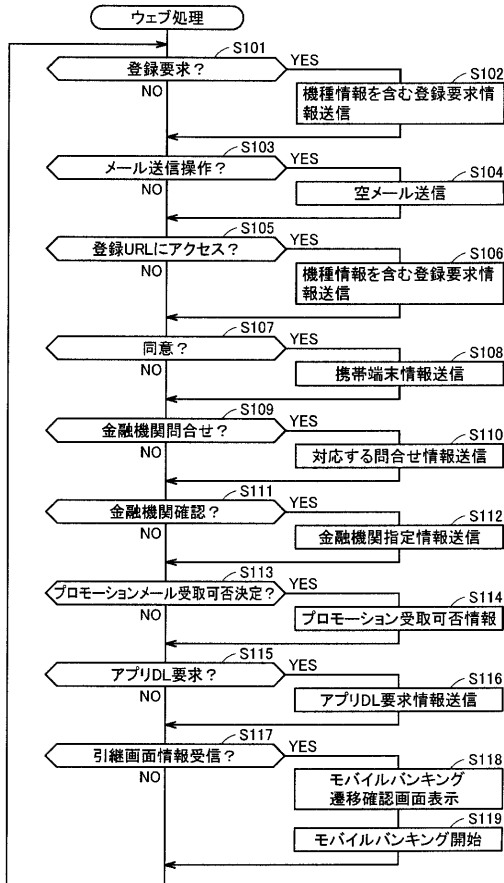 ウェブ処理
S101
登録要求？
YES
NO
S102
機種情報を含む登録要求情
報送信
S103
メール送信操作？
YES
NO
S104
空メール送信
S105
登録URLにアクセス？
YES
NO
S106
機種情報を含む登録要求情
報送信
S107
同意？
YES
NO
S108
携帯端末情報送信
S109
金融機関問合せ？
YES
NO
S110
対応する問合せ情報送信
S111
金融機関確認？
YES
NO
S112
金融機関指定情報送信
S113
プロモーションメール受取可否決定？
YES
NO
S114
プロモーション受取可否情報
S115
アプリDL要求？
YES
NO
S116
アプリDL要求情報送信
S117
引継画面情報受信？
YES
NO
S118
モバイルバンキング
遷移確認画面表示
S119
モバイルバンキング開始